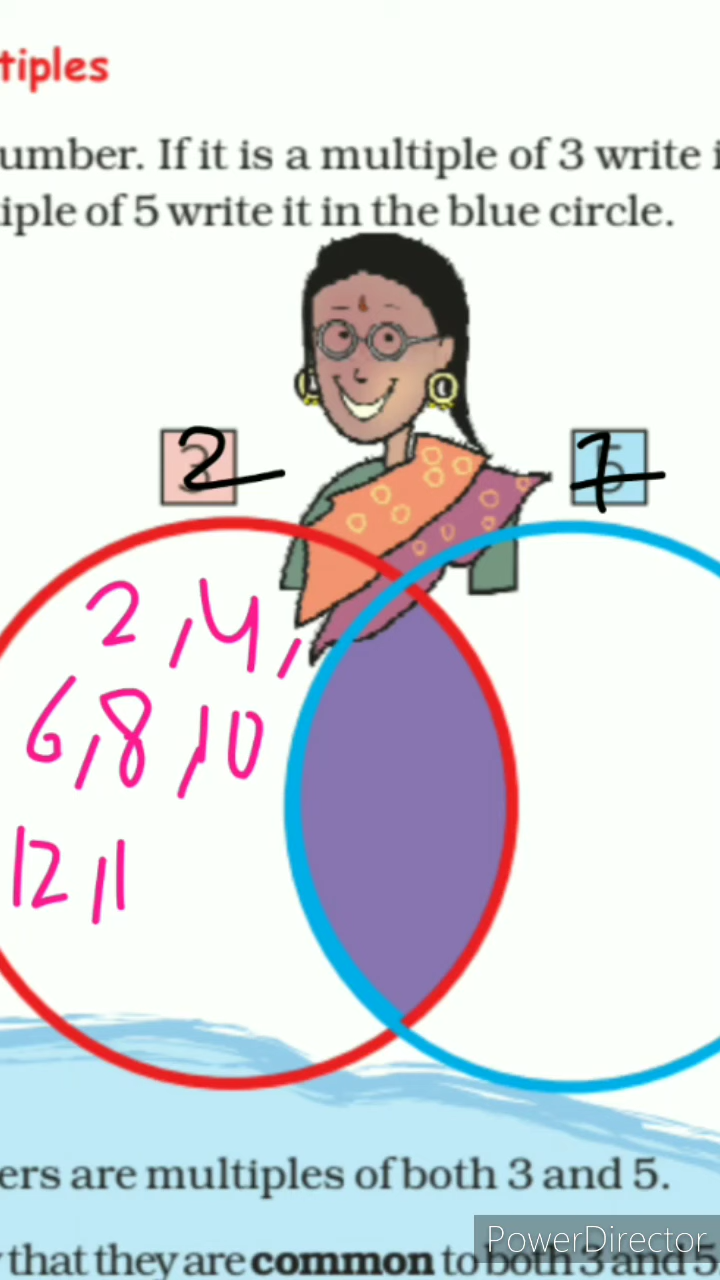 tiples
umber. If it is a multiple of 3 write i
iple of 5 write it in the blue circle.
2 7
2, 4,
6, 8, 10
12, 1
ers are multiples of both 3 and 5.
that they are common to both 3 and 5
PowerDirector